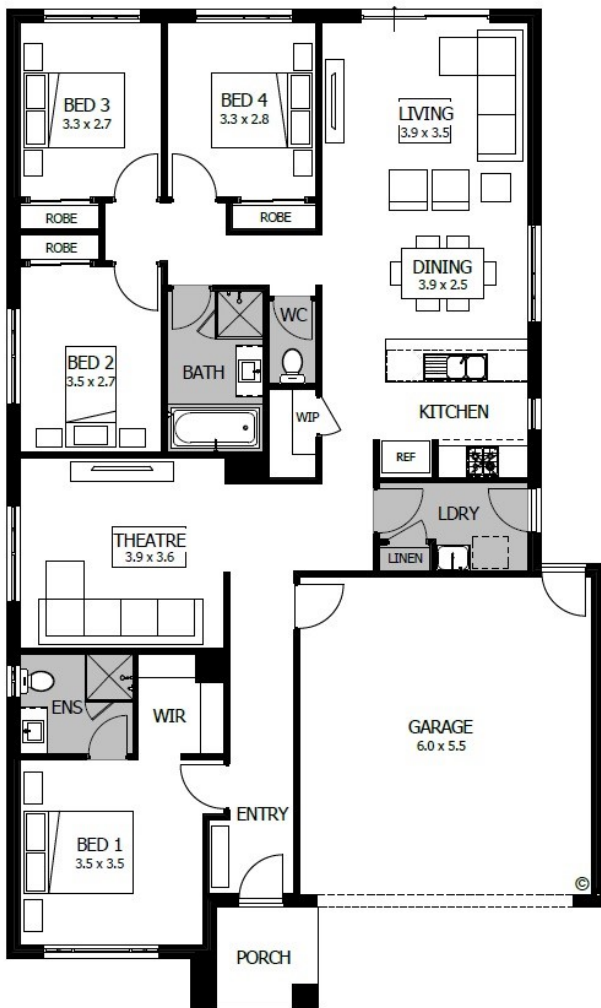 BED 3
3.3 x 2.7
BED 4
3.3 x 2.8
LIVING
3.9 x 3.5
ROBE
ROBE
ROBE
DINING
3.9 x 2.5
WC
BATH
BED 2
3.5 x 2.7
WIP
KITCHEN
REF
LDRY
LINEN
THEATRE
3.9 x 3.6
ENS
WIR
GARAGE
6.0 x 5.5
ENTRY
BED 1
3.5 x 3.5
©
PORCH